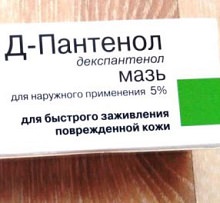 Д-Пантенол
декспантенол
мазь
для наружного применения 5%
для быстрого заживления
поврежденной кожи